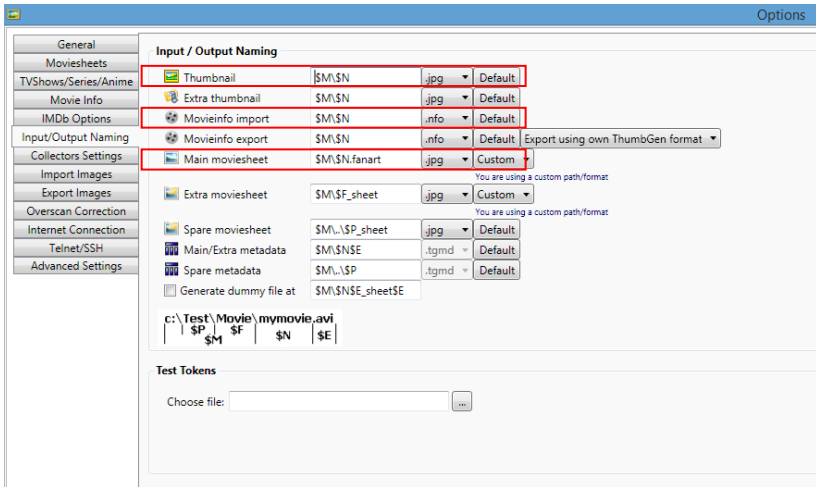 Options
General
Moviesheets
TVShows/Series/Anime
Movie Info
IMDb Options
Input/Output Naming
Collectors Settings
Import Images
Export Images
Overscan Correction
Internet Connection
Telnet/SSH
Advanced Settings
Input / Output Naming
Thumbnail $M\$N .jpg Default
Extra thumbnail $M\$N .jpg Default
Movieinfo import $M\$N .nfo Default
Movieinfo export $M\$N .nfo Default Export using own ThumbGen format
Main moviesheet $M\$N.fanart .jpg Custom
You are using a custom path/format
Extra moviesheet $M\$F_sheet .jpg Custom
You are using a custom path/format
Spare moviesheet $M\..\$P_sheet .jpg Default
Main/Extra metadata $M\$N$E .tgmd Default
Spare metadata $M\..\$P .tgmd Default
Generate dummy file at $M\$N$E_sheet$E
c:\Test\Movie\mymovie.avi
$P $F $N $E
$M
Test Tokens
Choose file: ...